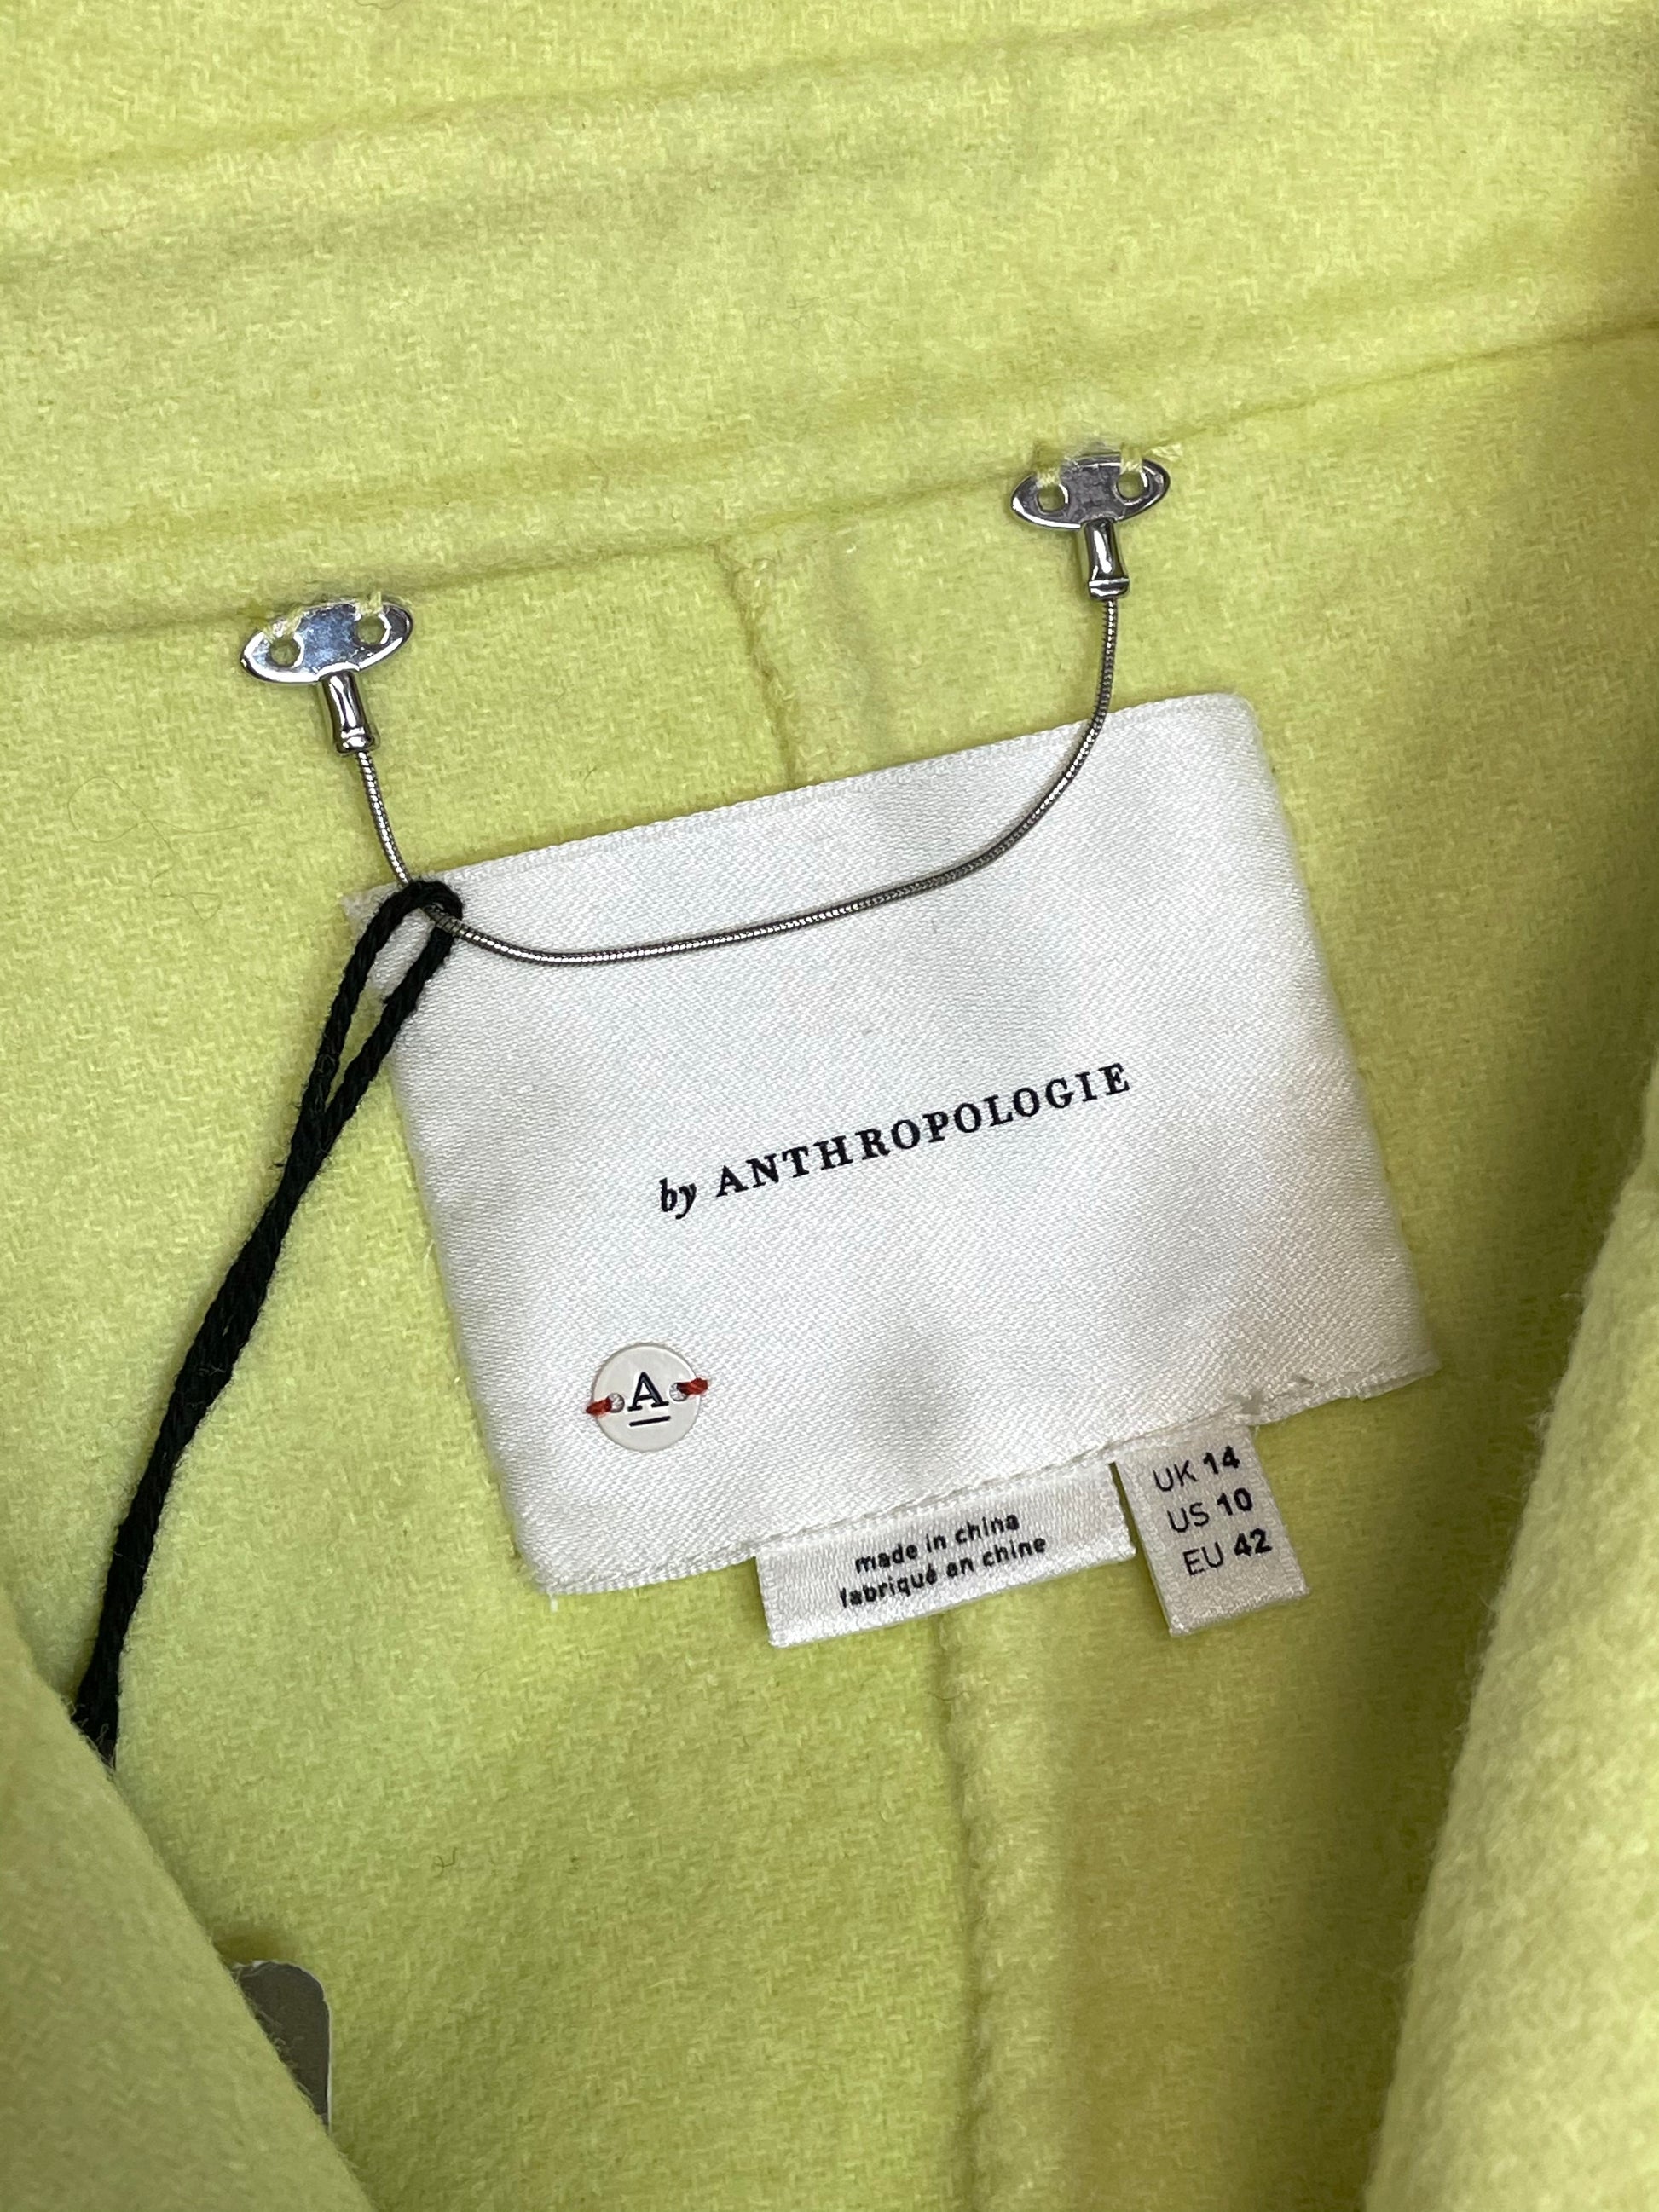 by ANTHROPOLOGIE
A
made in china
fabriqué en chine
UK 14
US 10
EU 42